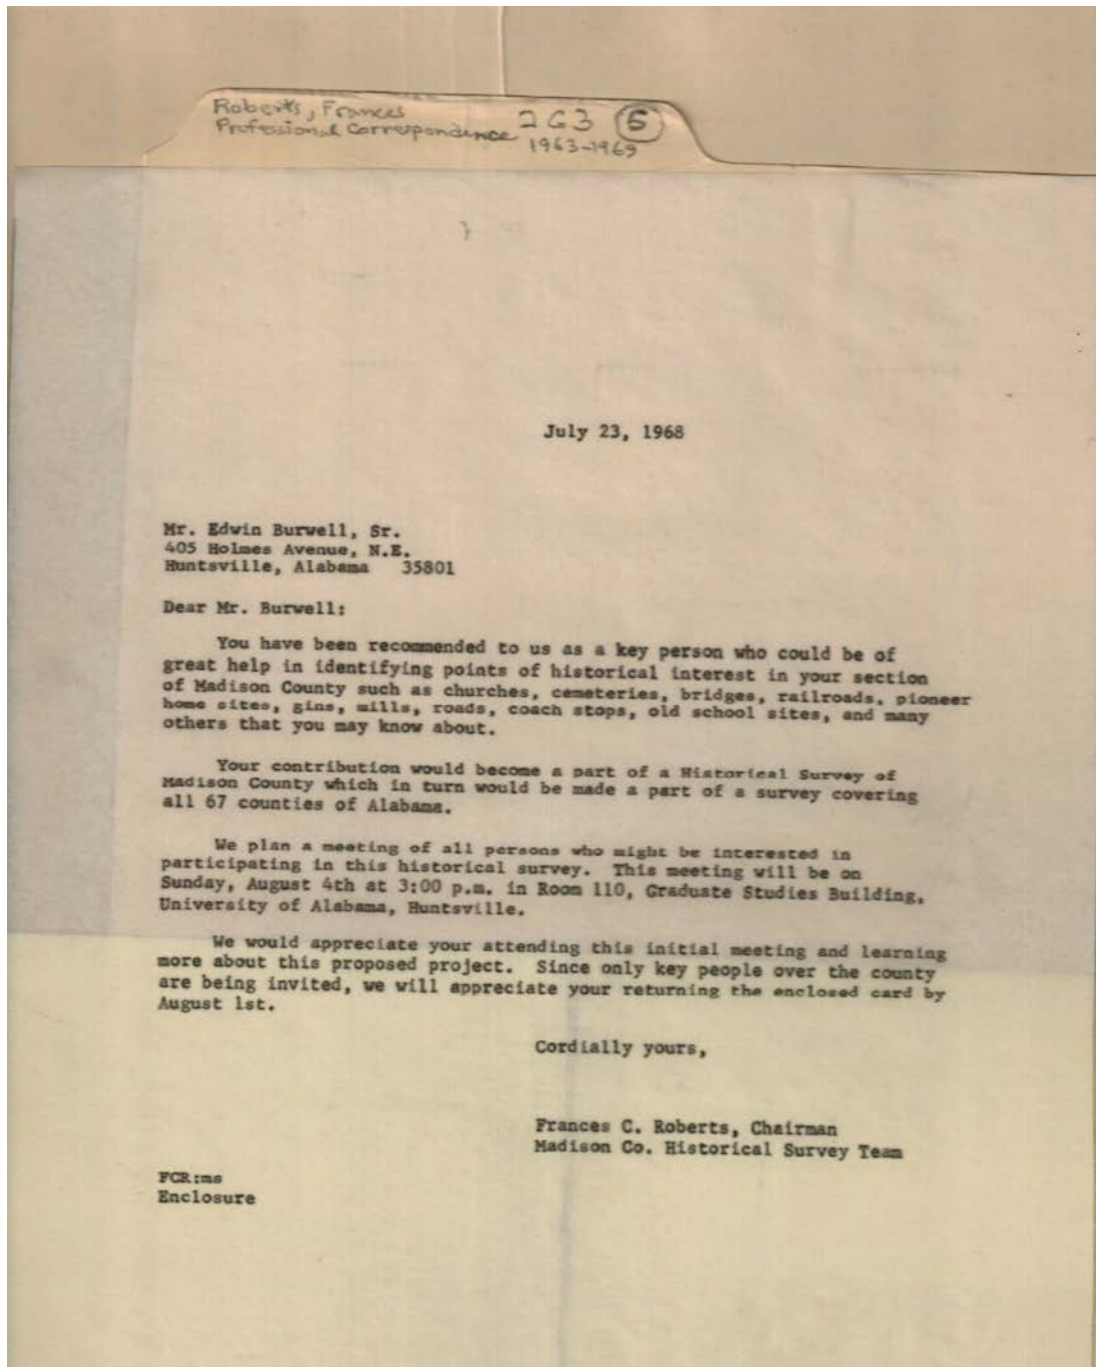 Roberts, Frances
Professional Correspondence
2G3 5
1963-1969
July 23, 1968
Mr. Edwin Burwell, Sr.
405 Holmes Avenue, N.E.
Huntsville, Alabama 35801
Dear Mr. Burwell:
You have been recommended to us as a key person who could be of
great help in identifying points of historical interest in your section
of Madison County such as churches, cemeteries, bridges, railroads, pioneer
home sites, gins, mills, roads, coach stops, old school sites, and many
others that you may know about.
Your contribution would become a part of a Historical Survey of
Madison County which in turn would be made a part of a survey covering
all 67 counties of Alabama.
We plan a meeting of all persons who might be interested in
participating in this historical survey. This meeting will be on
Sunday, August 4th at 3:00 p.m. in Room 110, Graduate Studies Building,
University of Alabama, Huntsville.
We would appreciate your attending this initial meeting and learning
more about this proposed project. Since only key people over the county
are being invited, we will appreciate your returning the enclosed card by
August 1st.
Cordially yours,
Frances C. Roberts, Chairman
Madison Co. Historical Survey Team
FCR:ms
Enclosure